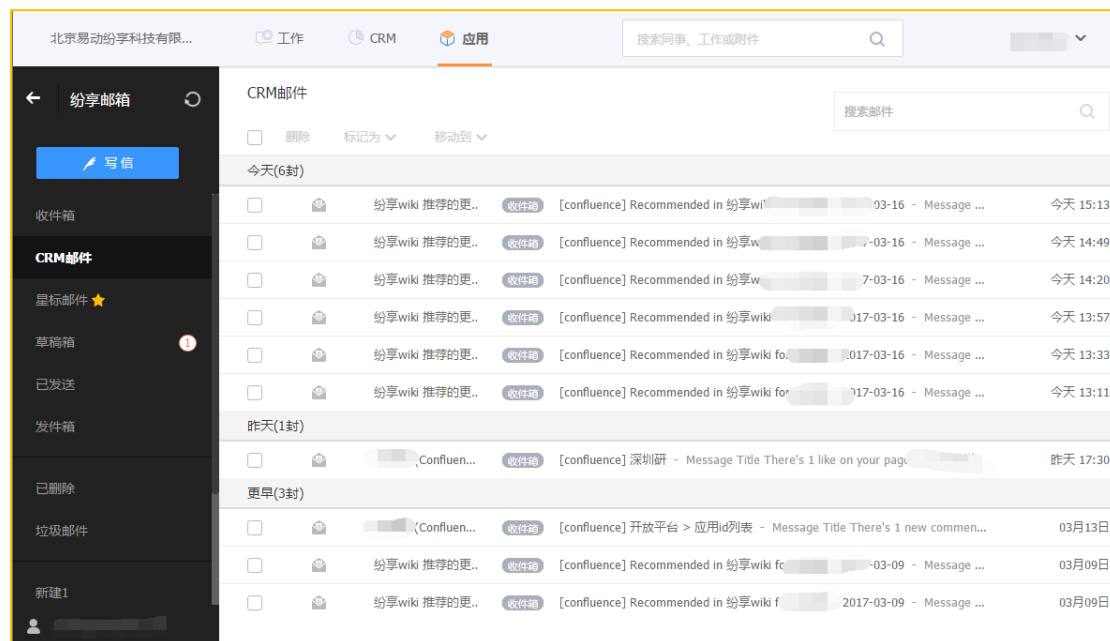 北京易动纷享科技有限... 工作 CRM 应用 搜索同事、工作或附件
纷享邮箱
写信
收件箱
CRM邮件
星标邮件
草稿箱 1
已发送
发件箱
已删除
垃圾邮件
新建1
CRM邮件
搜索邮件
删除 标记为 移动到
今天(6封)
纷享wiki 推荐的更.. 收件箱 [confluence] Recommended in 纷享wi 03-16 - Message ... 今天 15:13
纷享wiki 推荐的更.. 收件箱 [confluence] Recommended in 纷享w -03-16 - Message ... 今天 14:49
纷享wiki 推荐的更.. 收件箱 [confluence] Recommended in 纷享w 7-03-16 - Message ... 今天 14:20
纷享wiki 推荐的更.. 收件箱 [confluence] Recommended in 纷享wiki 017-03-16 - Message ... 今天 13:57
纷享wiki 推荐的更.. 收件箱 [confluence] Recommended in 纷享wiki fo 2017-03-16 - Message ... 今天 13:33
纷享wiki 推荐的更.. 收件箱 [confluence] Recommended in 纷享wiki for 017-03-16 - Message ... 今天 13:11
昨天(1封)
(Confluen... 收件箱 [confluence] 深圳研 - Message Title There's 1 like on your page 昨天 17:30
更早(3封)
(Confluen... 收件箱 [confluence] 开放平台 > 应用id列表 - Message Title There's 1 new commen... 03月13日
纷享wiki 推荐的更.. 收件箱 [confluence] Recommended in 纷享wiki fo -03-09 - Message ... 03月09日
纷享wiki 推荐的更.. 收件箱 [confluence] Recommended in 纷享wiki f 2017-03-09 - Message ... 03月09日